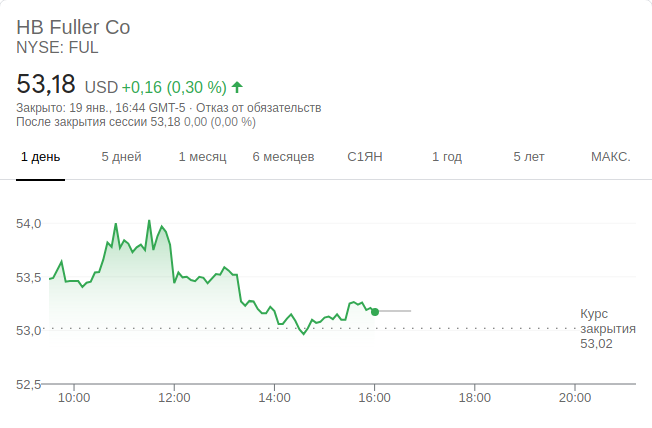 HB Fuller Co
NYSE: FUL
53,18 USD +0,16 (0,30 %)
Закрыто: 19 янв., 16:44 GMT-5 · Отказ от обязательств
После закрытия сессии 53,18 0,00 (0,00 %)
1 день 5 дней 1 месяц 6 месяцев С1ЯН 1 год 5 лет МАКС.
54,0
53,5
53,0
52,5
Курс
закрытия
53,02
10:00 12:00 14:00 16:00 18:00 20:00